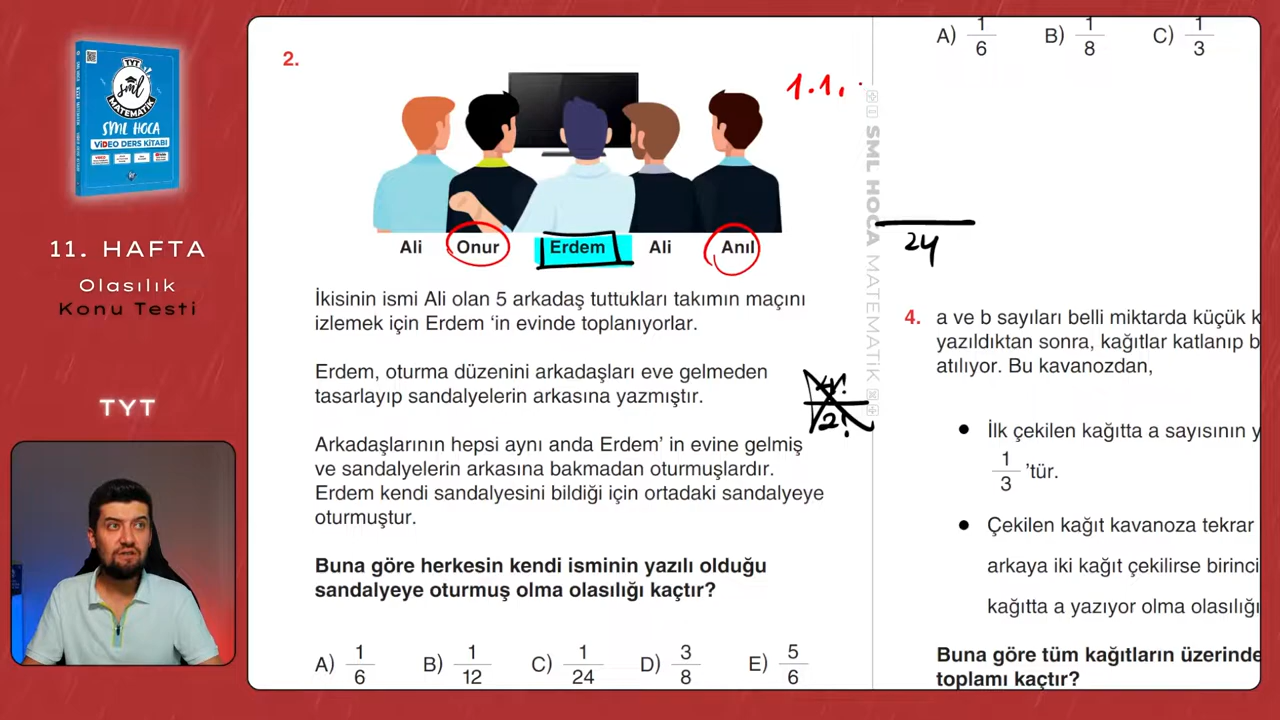 TYT
sml
MATEMATİK
SML HOCA
VİDEO DERS KİTABI
11. HAFTA
Olasılık
Konu Testi
TYT
2.
1.1.
Ali Onur Erdem Ali Anıl
İkisinin ismi Ali olan 5 arkadaş tuttukları takımın maçını
izlemek için Erdem ‘in evinde toplanıyorlar.
Erdem, oturma düzenini arkadaşları eve gelmeden
tasarlayıp sandalyelerin arkasına yazmıştır.
4!
2!
Arkadaşlarının hepsi aynı anda Erdem’ in evine gelmiş
ve sandalyelerin arkasına bakmadan oturmuşlardır.
Erdem kendi sandalyesini bildiği için ortadaki sandalyeye
oturmuştur.
Buna göre herkesin kendi isminin yazılı olduğu
sandalyeye oturmuş olma olasılığı kaçtır?
A) 1/6 B) 1/12 C) 1/24 D) 3/8 E) 5/6
SML HOCA MATEMATİK
A) 1/6 B) 1/8 C) 1/3
24
4. a ve b sayıları belli miktarda küçük k
yazıldıktan sonra, kağıtlar katlanıp b
atılıyor. Bu kavanozdan,
● İlk çekilen kağıtta a sayısının y
1/3 ’tür.
● Çekilen kağıt kavanoza tekrar
arkaya iki kağıt çekilirse birinci
kağıtta a yazıyor olma olasılığı
Buna göre tüm kağıtların üzerinde
toplamı kaçtır?